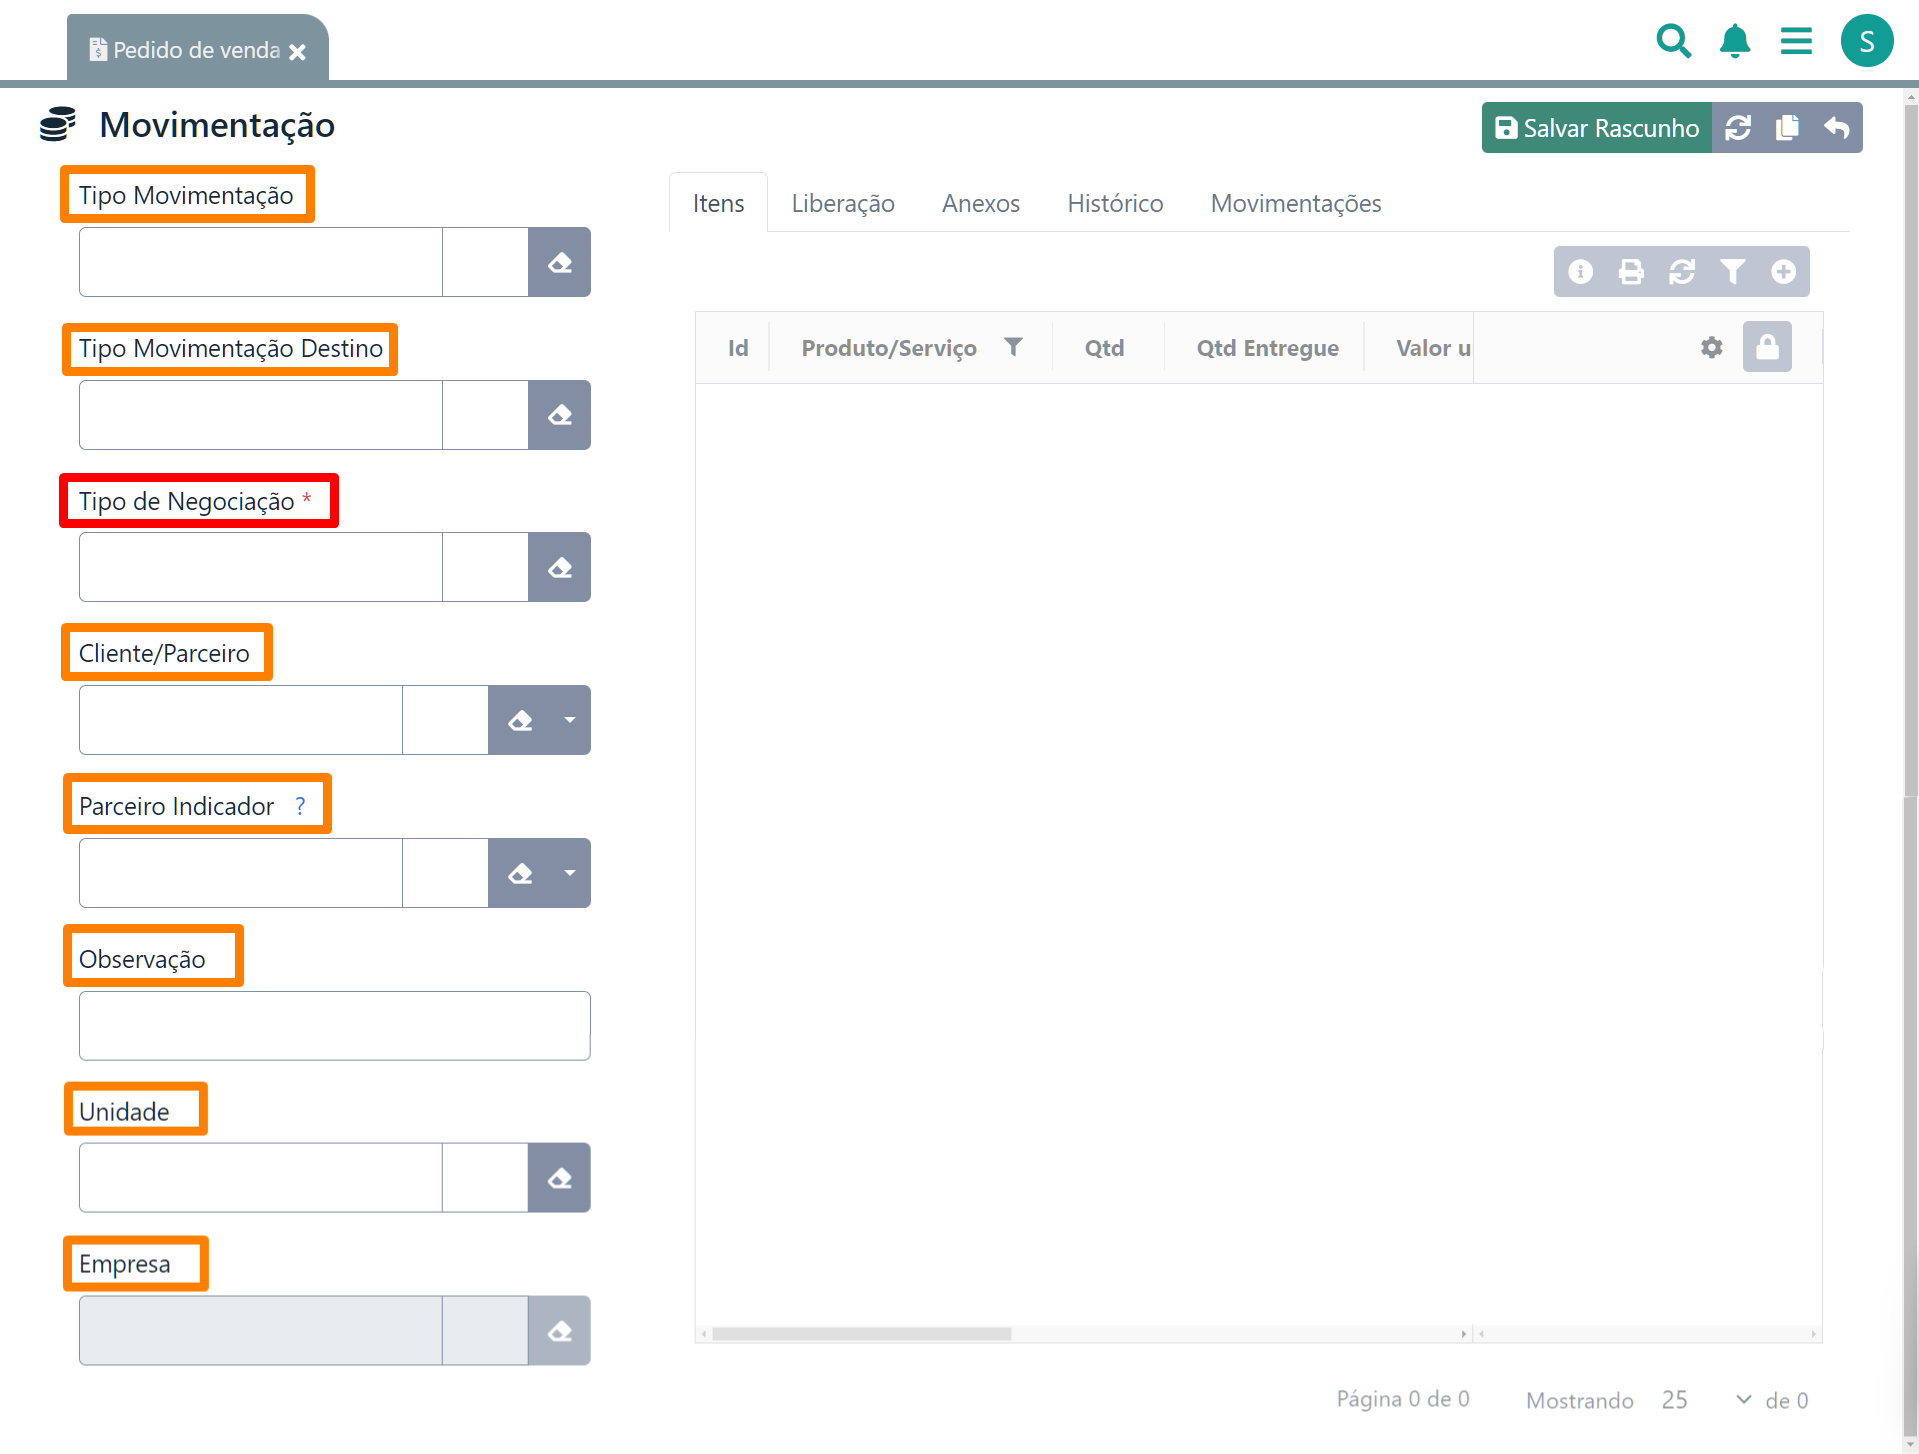 Pedido de venda
S
Movimentação
Salvar Rascunho
Tipo Movimentação
Tipo Movimentação Destino
Tipo de Negociação *
Cliente/Parceiro
Parceiro Indicador ?
Observação
Unidade
Empresa
Itens Liberação Anexos Histórico Movimentações
Id Produto/Serviço Qtd Qtd Entregue Valor u
Página 0 de 0 Mostrando 25 de 0